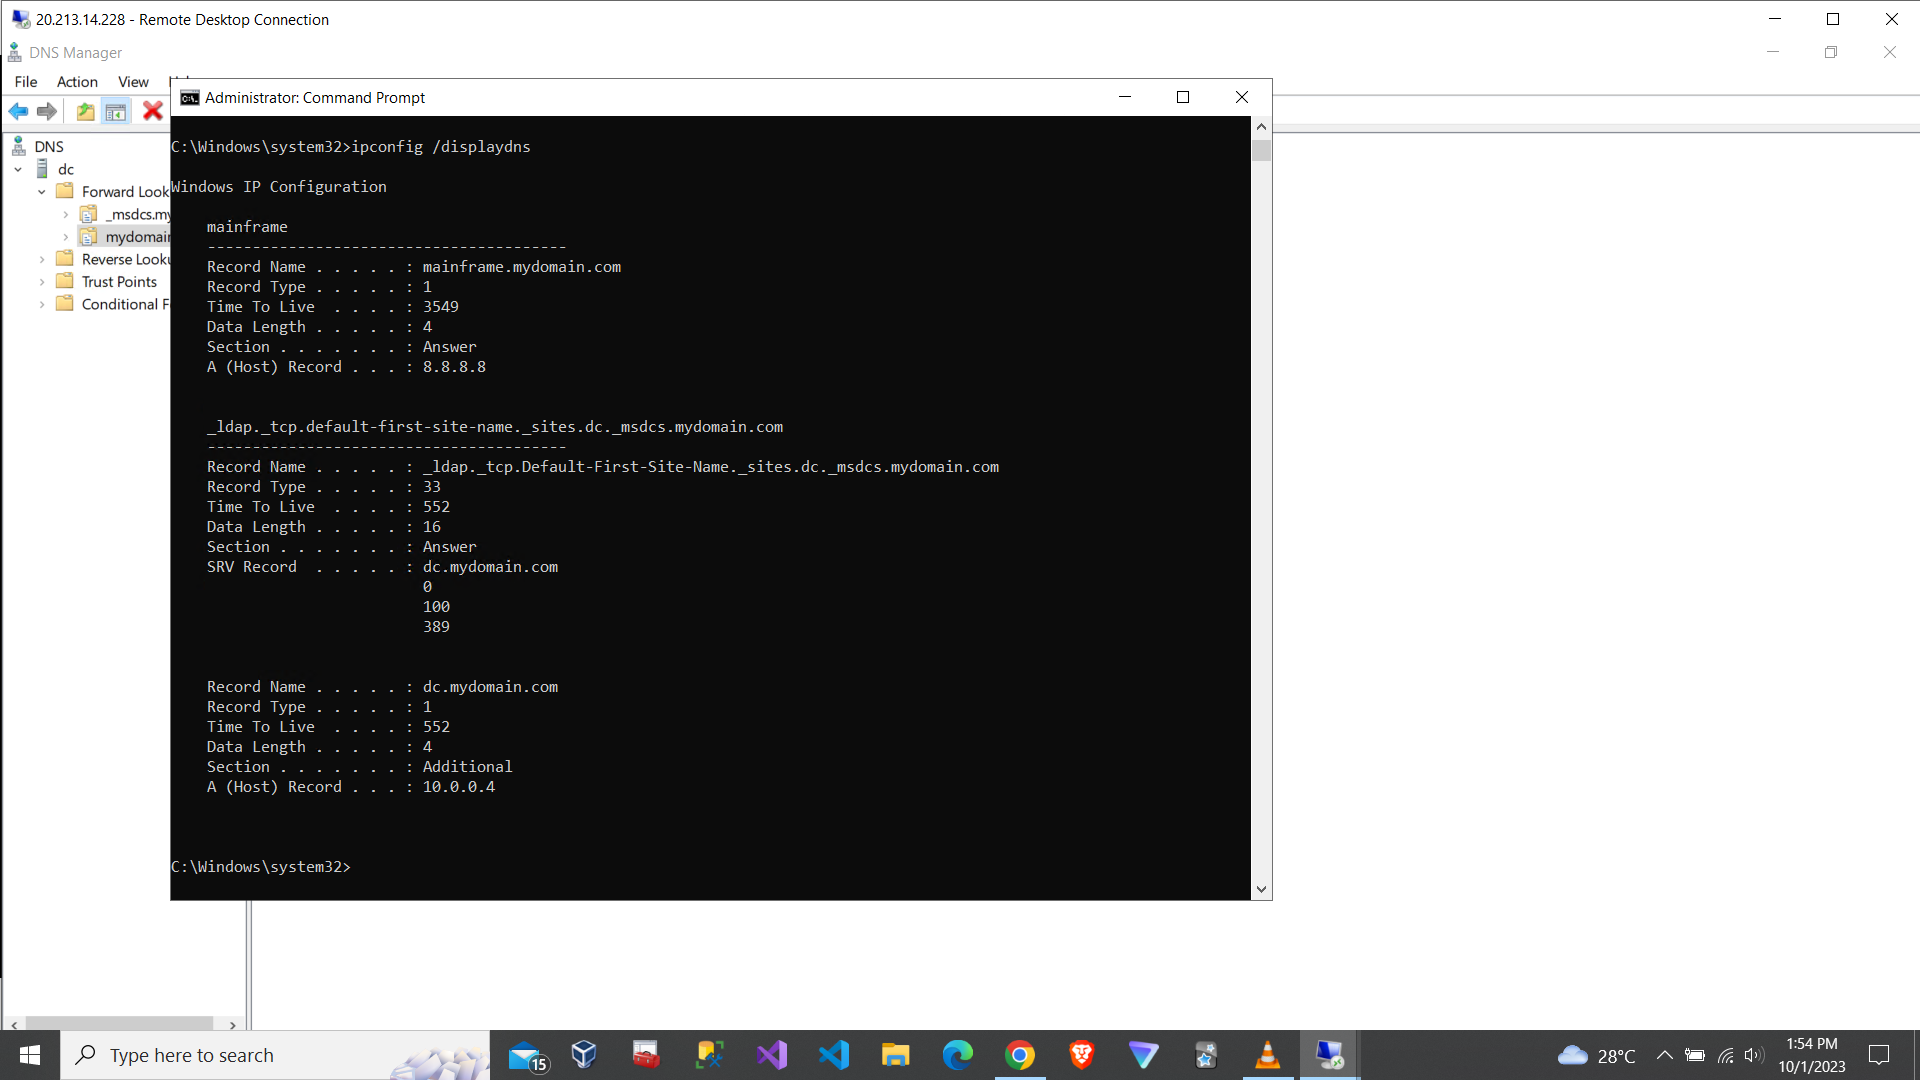 20.213.14.228 - Remote Desktop Connection
DNS Manager
File Action View
Administrator: Command Prompt
DNS
dc
Forward Look
_msdcs.my
mydomain
Reverse Looku
Trust Points
Conditional F
C:\Windows\system32>ipconfig /displaydns
Windows IP Configuration
mainframe
----------------------------------------
Record Name . . . . . : mainframe.mydomain.com
Record Type . . . . . : 1
Time To Live  . . . . : 3549
Data Length . . . . . : 4
Section . . . . . . . : Answer
A (Host) Record . . . : 8.8.8.8
_ldap._tcp.default-first-site-name._sites.dc._msdcs.mydomain.com
----------------------------------------
Record Name . . . . . : _ldap._tcp.Default-First-Site-Name._sites.dc._msdcs.mydomain.com
Record Type . . . . . : 33
Time To Live  . . . . : 552
Data Length . . . . . : 16
Section . . . . . . . : Answer
SRV Record  . . . . . : dc.mydomain.com
0
100
389
Record Name . . . . . : dc.mydomain.com
Record Type . . . . . : 1
Time To Live  . . . . : 552
Data Length . . . . . : 4
Section . . . . . . . : Additional
A (Host) Record . . . : 10.0.0.4
C:\Windows\system32>
Type here to search
15
28°C
1:54 PM
10/1/2023